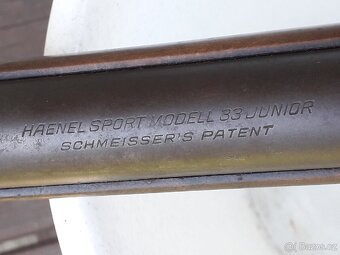 HAENEL SPORT MODELL 33 JUNIOR
SCHMEISSER'S PATENT
Bazos.cz